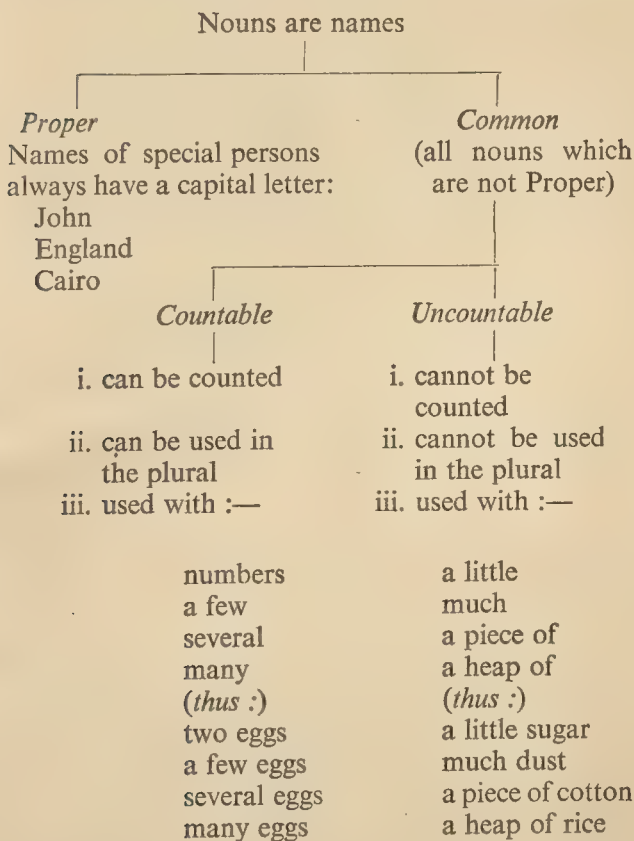 Nouns are names
Proper
Names of special persons
always have a capital letter:
John
England
Cairo
Common
(all nouns which
are not Proper)
Countable
i. can be counted
ii. can be used in
the plural
iii. used with :—
numbers
a few
several
many
(thus :)
two eggs
a few eggs
several eggs
many eggs
Uncountable
i. cannot be
counted
ii. cannot be used
in the plural
iii. used with :—
a little
much
a piece of
a heap of
(thus :)
a little sugar
much dust
a piece of cotton
a heap of rice